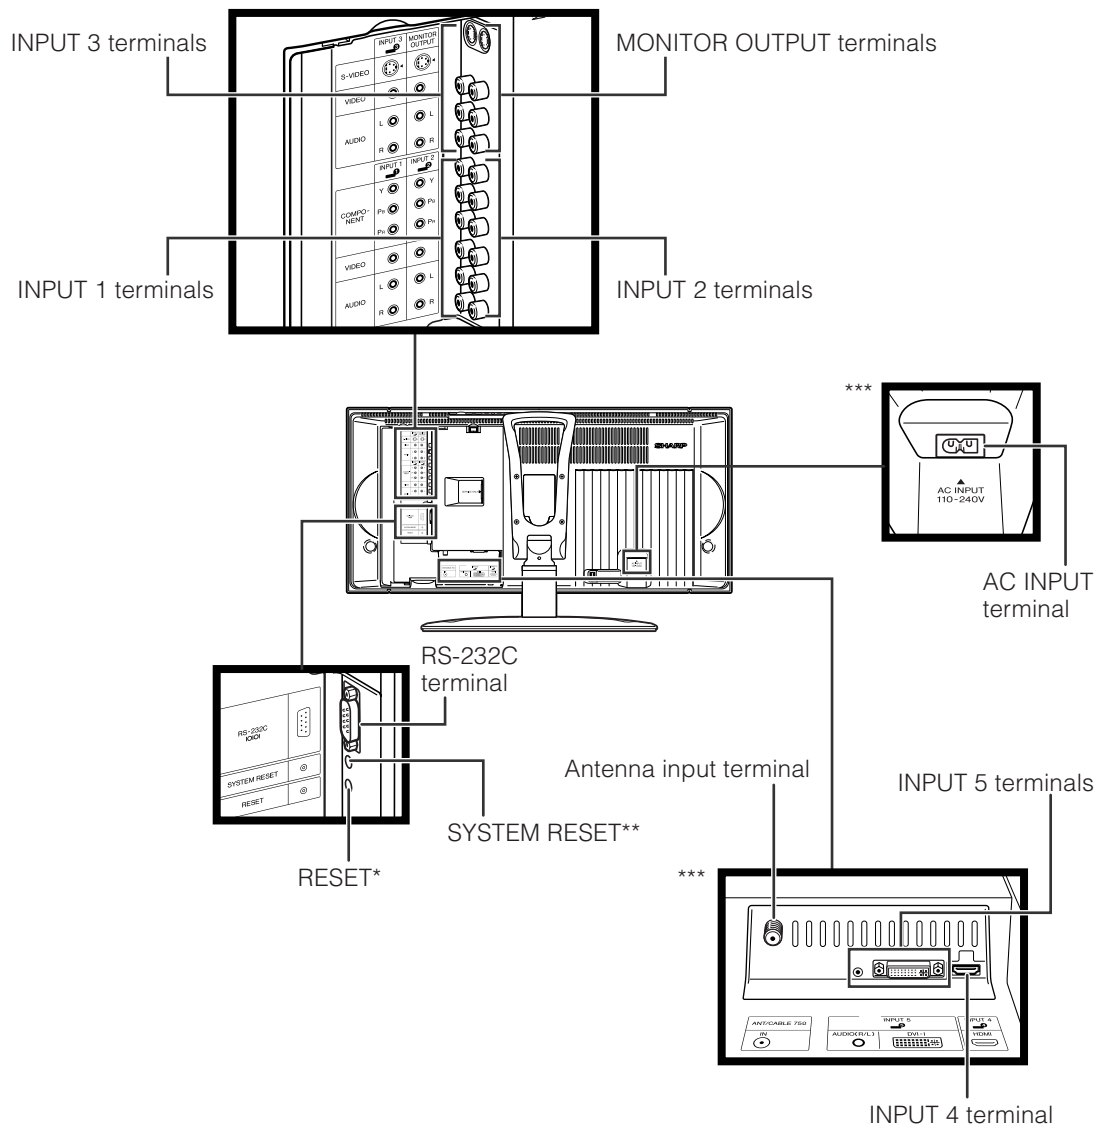 INPUT 3 terminals
MONITOR OUTPUT terminals
INPUT 3
MONITOR
OUTPUT
S-VIDEO
VIDEO
AUDIO
L
L
R
R
INPUT 1
INPUT 2
COMPO-
NENT
Y
Y
PB
PB
PR
PR
VIDEO
AUDIO
L
L
R
R
INPUT 1 terminals
INPUT 2 terminals
***
SHARP
AC INPUT
110-240V
AC INPUT
terminal
RS-232C
terminal
RS-232C
IOIOI
SYSTEM RESET
RESET
SYSTEM RESET**
RESET*
Antenna input terminal
INPUT 5 terminals
***
ANT/CABLE 75Ω
IN
INPUT 5
AUDIO(R/L)
DVI-I
INPUT 4
HDMI
INPUT 4 terminal